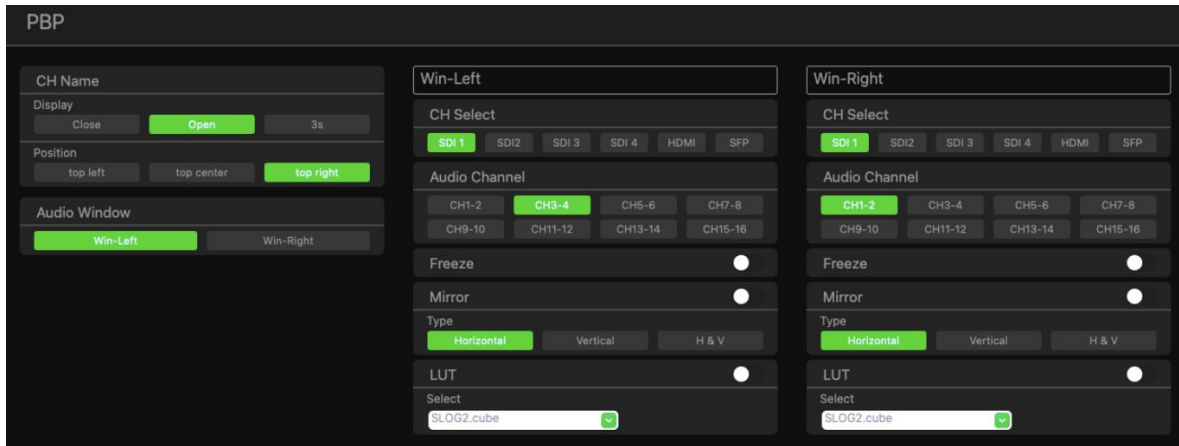 PBP
CH Name
Display
Close Open 3s
Position
top left top center top right
Audio Window
Win-Left Win-Right
Win-Left
CH Select
SDI 1 SDI2 SDI 3 SDI 4 HDMI SFP
Audio Channel
CH1-2 CH3-4 CH5-6 CH7-8
CH9-10 CH11-12 CH13-14 CH15-16
Freeze
Mirror
Type
Horizontal Vertical H & V
LUT
Select
SLOG2.cube
Win-Right
CH Select
SDI 1 SDI2 SDI 3 SDI 4 HDMI SFP
Audio Channel
CH1-2 CH3-4 CH5-6 CH7-8
CH9-10 CH11-12 CH13-14 CH15-16
Freeze
Mirror
Type
Horizontal Vertical H & V
LUT
Select
SLOG2.cube